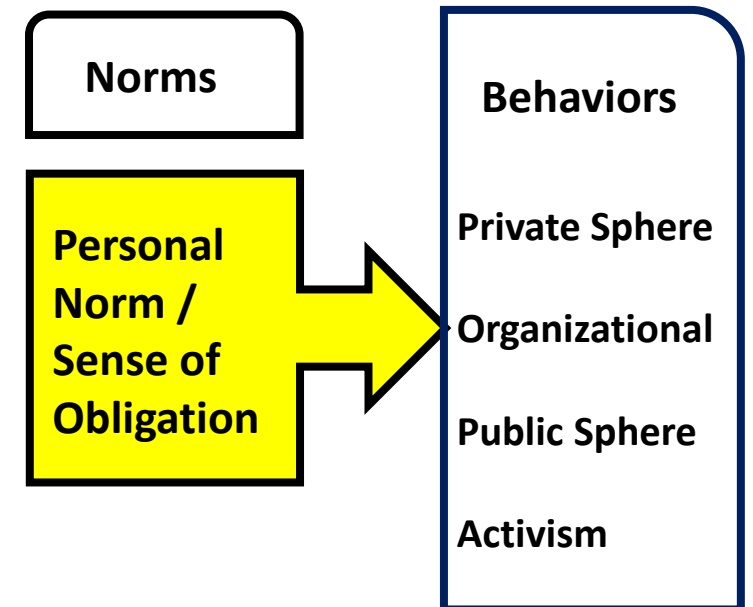 Norms
Personal
Norm /
Sense of
Obligation
Behaviors
Private Sphere
Organizational
Public Sphere
Activism